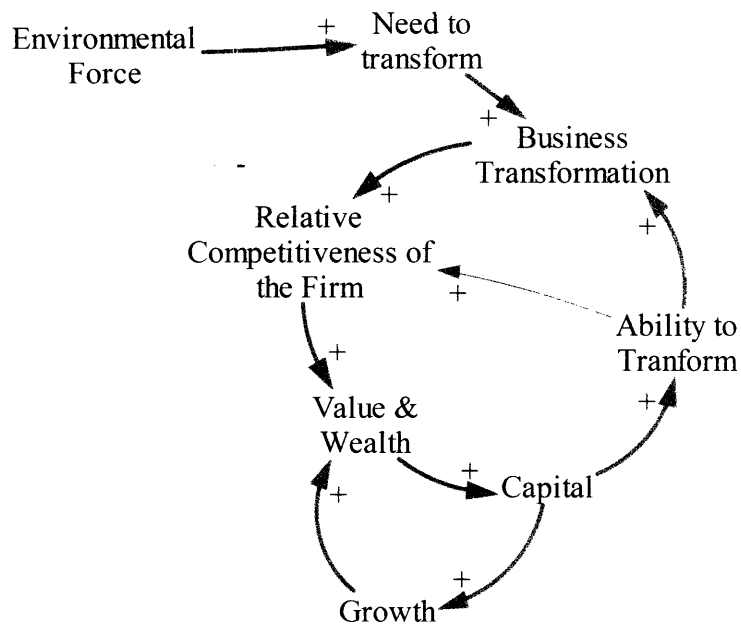 Environmental
Force
+
Need to
transform
+
Business
Transformation
-
+
Relative
Competitiveness of
the Firm
+
+
Ability to
Tranform
+
Value &
Wealth
+
+
Capital
+
+
Growth